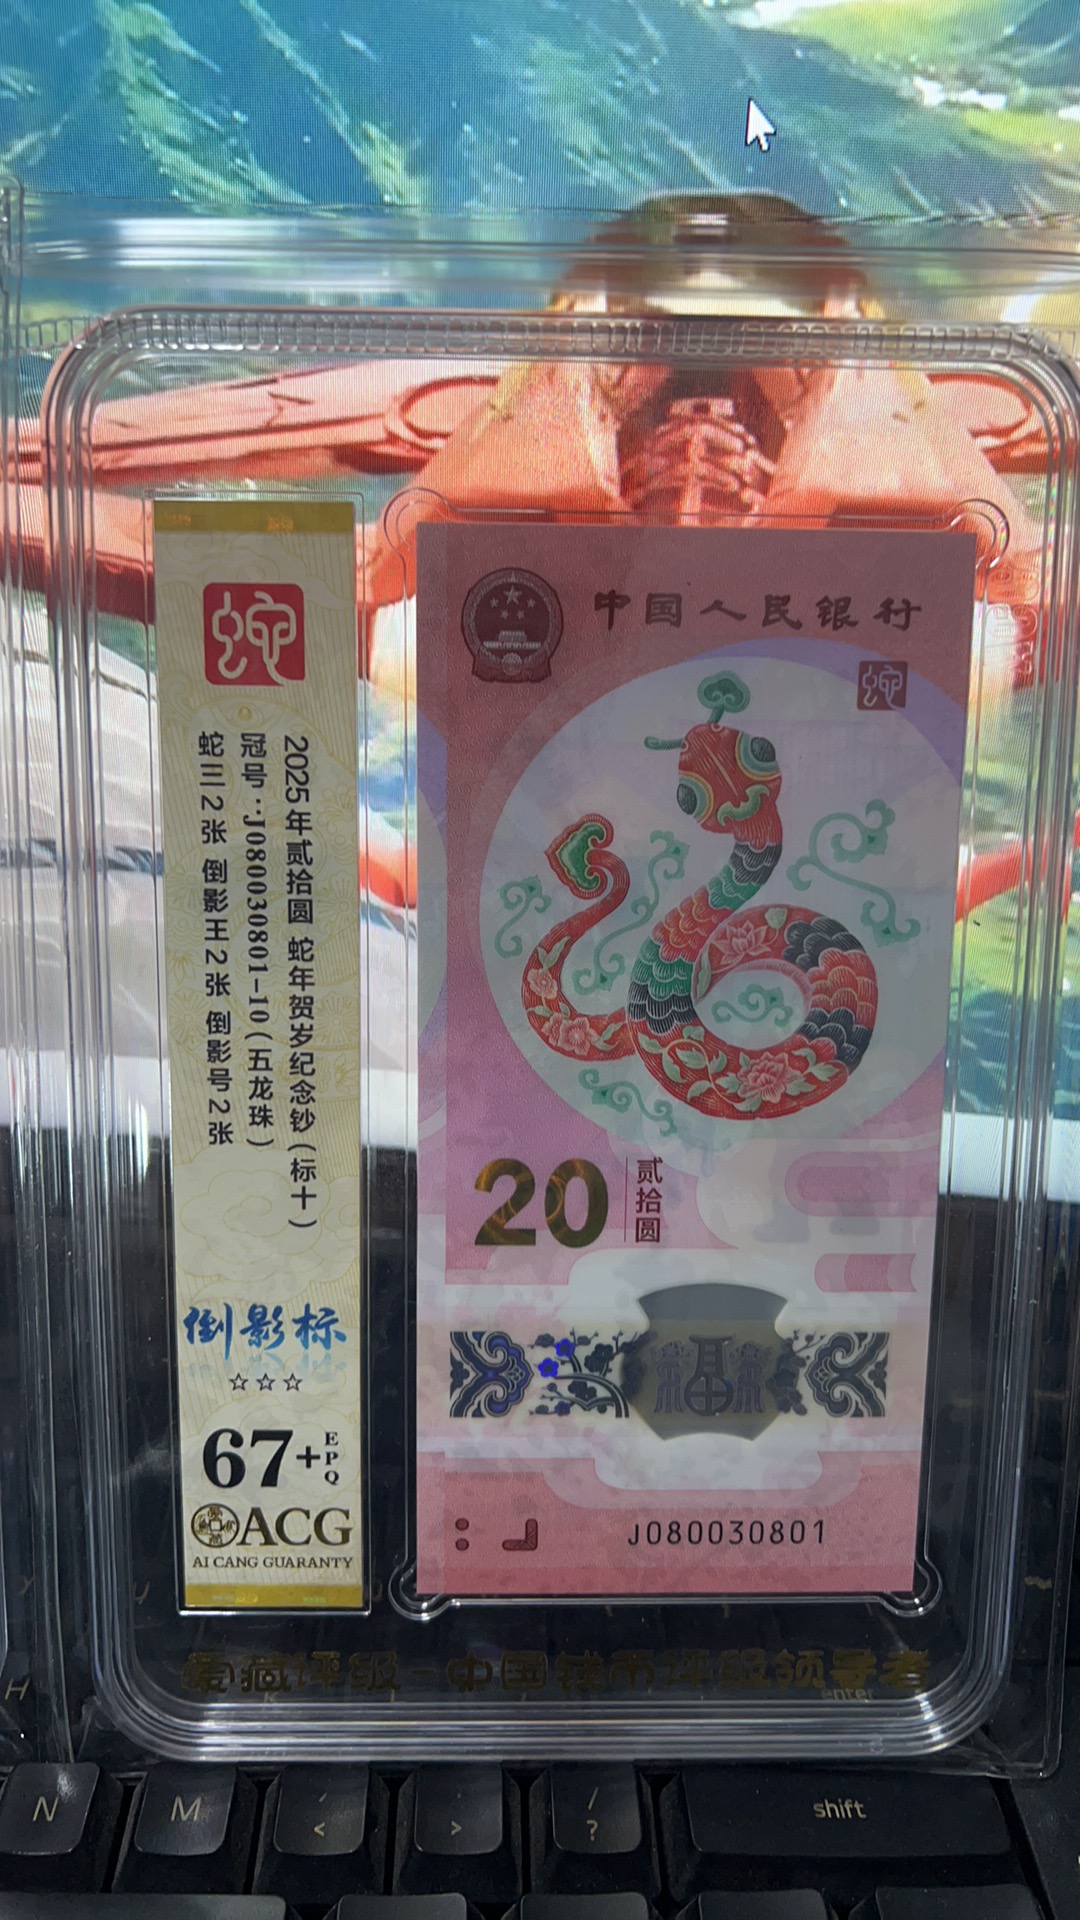 中国人民银行
蛇
20
贰拾圆
福
J080030801
蛇
2025年贰拾圆 蛇年贺岁纪念钞(标十)
冠号:J080030801-10(五龙珠)
蛇三2张 倒影王2张 倒影号2张
倒影标
☆☆☆
67+EPQ
ACG
AI CANG GUARANTY
爱藏评级-中国钱币评级领导者
enter
H
N
M
<
>
/
?
shift